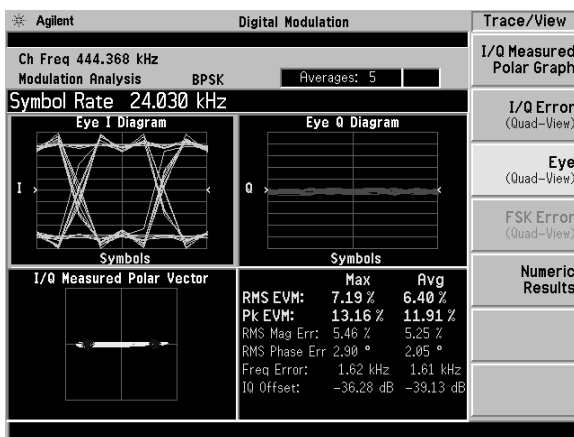 Agilent Digital Modulation Trace/View
Ch Freq 444.368 kHz
Modulation Analysis BPSK Averages: 5
Symbol Rate 24.030 kHz
Eye I Diagram
I
Symbols
Eye Q Diagram
Q
Symbols
I/Q Measured Polar Vector
Max Avg
RMS EVM: 7.19 % 6.40 %
Pk EVM: 13.16 % 11.91 %
RMS Mag Err: 5.46 % 5.25 %
RMS Phase Err 2.90 ° 2.05 °
Freq Error: 1.62 kHz 1.61 kHz
IQ Offset: -36.28 dB -39.13 dB
I/Q Measured
Polar Graph
I/Q Error
(Quad-View)
Eye
(Quad-View)
FSK Error
(Quad-View)
Numeric
Results